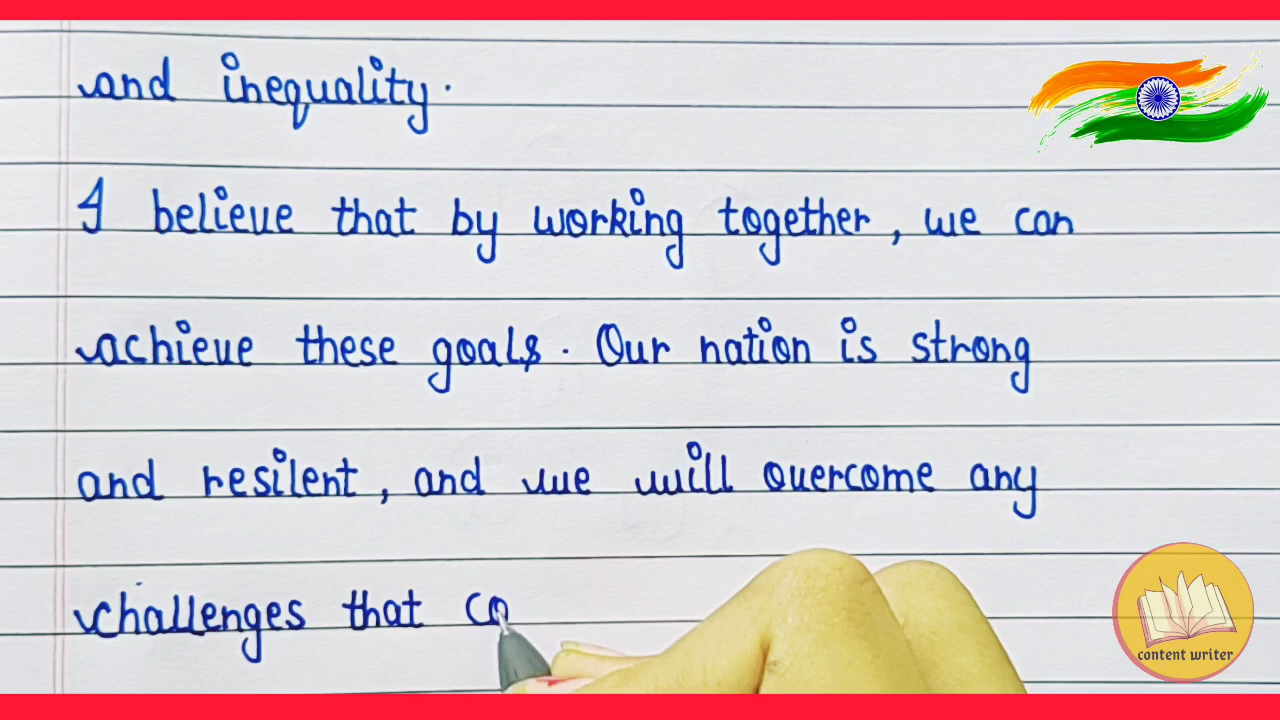 and inequality.
I believe that by working together, we can
achieve these goals. Our nation is strong
and resilent, and we will overcome any
challenges that co
content writer